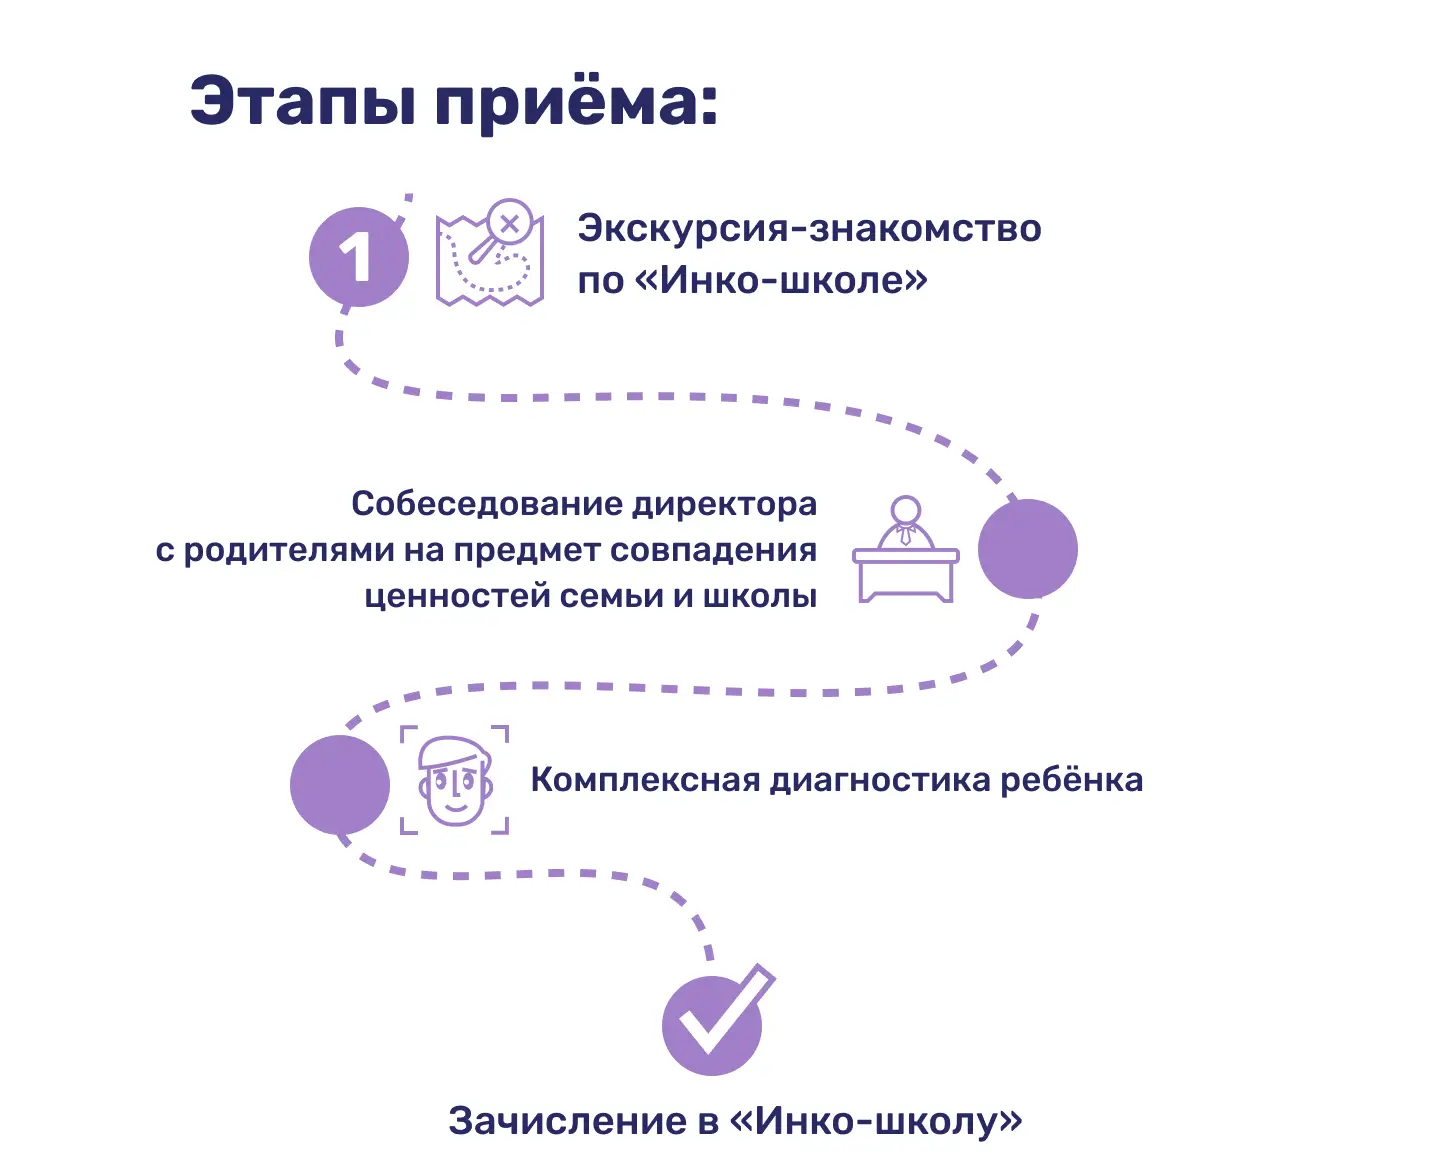 Этапы приёма:
1
Экскурсия-знакомство
по «Инко-школе»
Собеседование директора
с родителями на предмет совпадения
ценностей семьи и школы
Комплексная диагностика ребёнка
Зачисление в «Инко-школу»